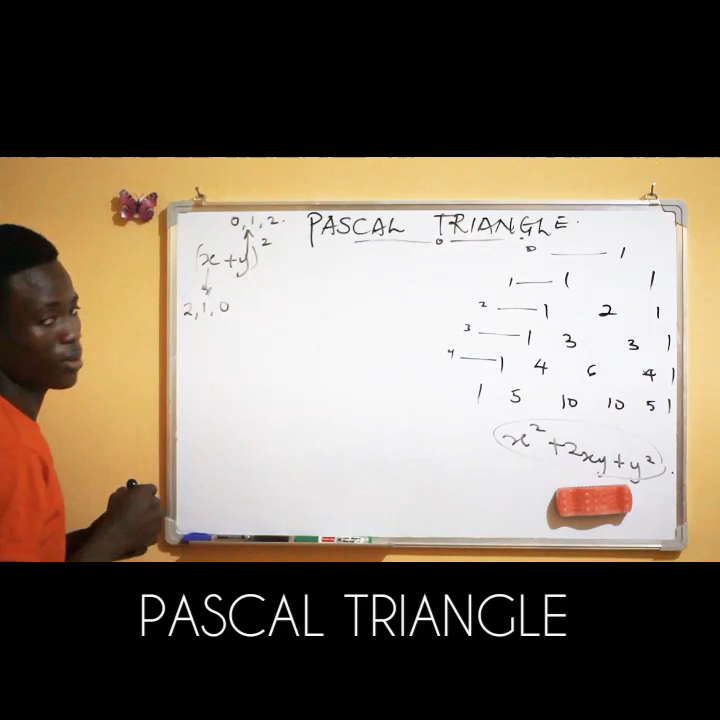 PASCAL TRIANGLE.
0, 1, 2.
(x + y)²
2, 1, 0
0 —— 1
1 —— 1 1
2 —— 1 2 1
3 —— 1 3 3 1
4 —— 1 4 6 4 1
1 5 10 10 5 1
x² + 2xy + y².
PASCAL TRIANGLE